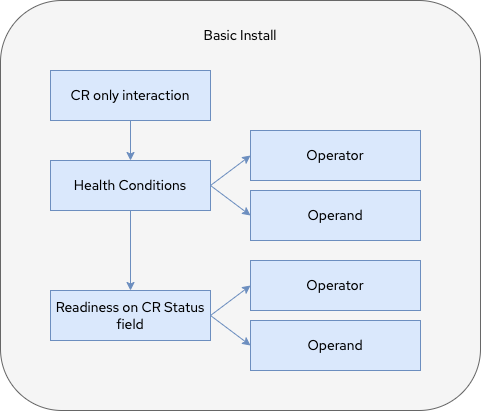 Basic Install
CR only interaction
Health Conditions
Operator
Operand
Readiness on CR Status
field
Operator
Operand